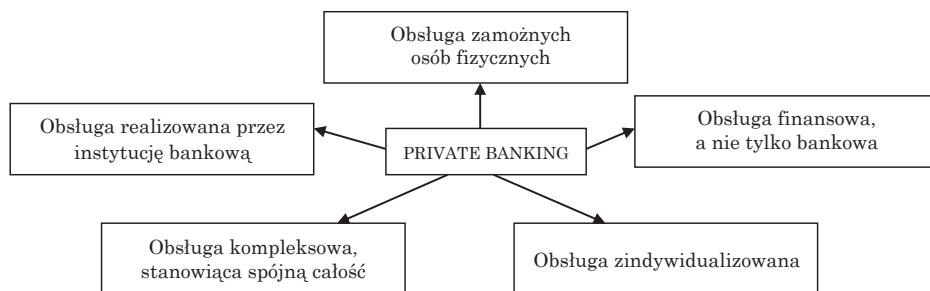 Obsługa zamożnych
osób fizycznych
Obsługa realizowana przez
instytucję bankową
PRIVATE BANKING
Obsługa finansowa,
a nie tylko bankowa
Obsługa kompleksowa,
stanowiąca spójną całość
Obsługa zindywidualizowana